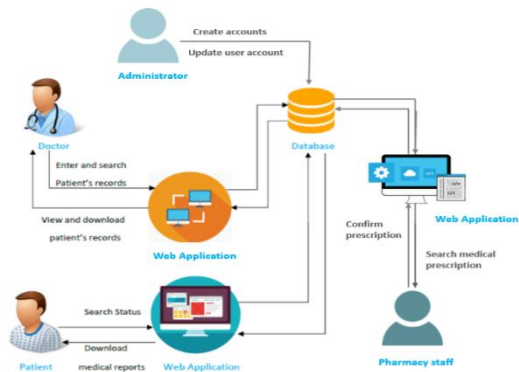 Create accounts
Update user account
Administrator
Doctor
Database
Enter and search
Patient's records
View and download
patient's records
Web Application
Web Application
Confirm
prescription
Search medical
prescription
Search Status
Download
medical reports
Patient
Web Application
Pharmacy staff